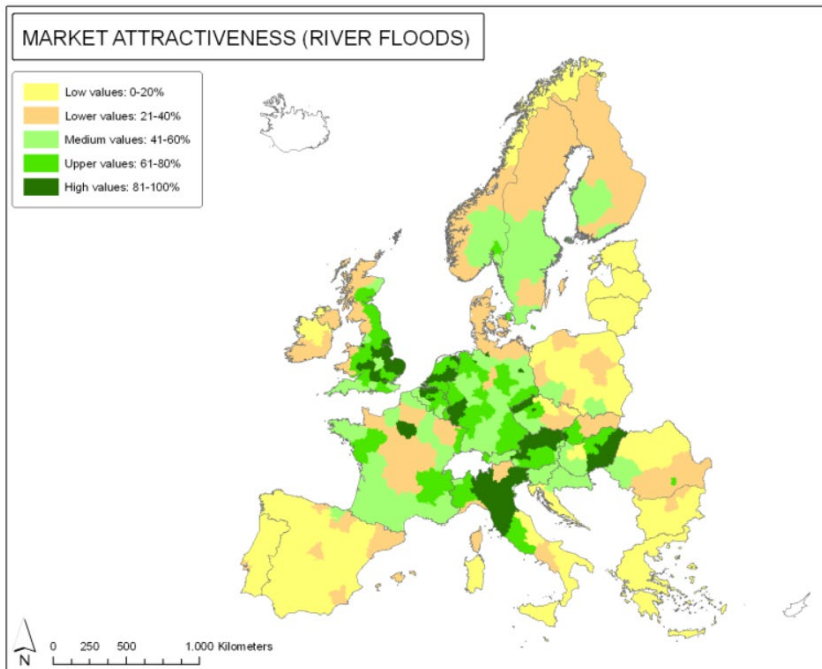 MARKET ATTRACTIVENESS (RIVER FLOODS)
Low values: 0-20%
Lower values: 21-40%
Medium values: 41-60%
Upper values: 61-80%
High values: 81-100%
N
0 250 500 1.000 Kilometers